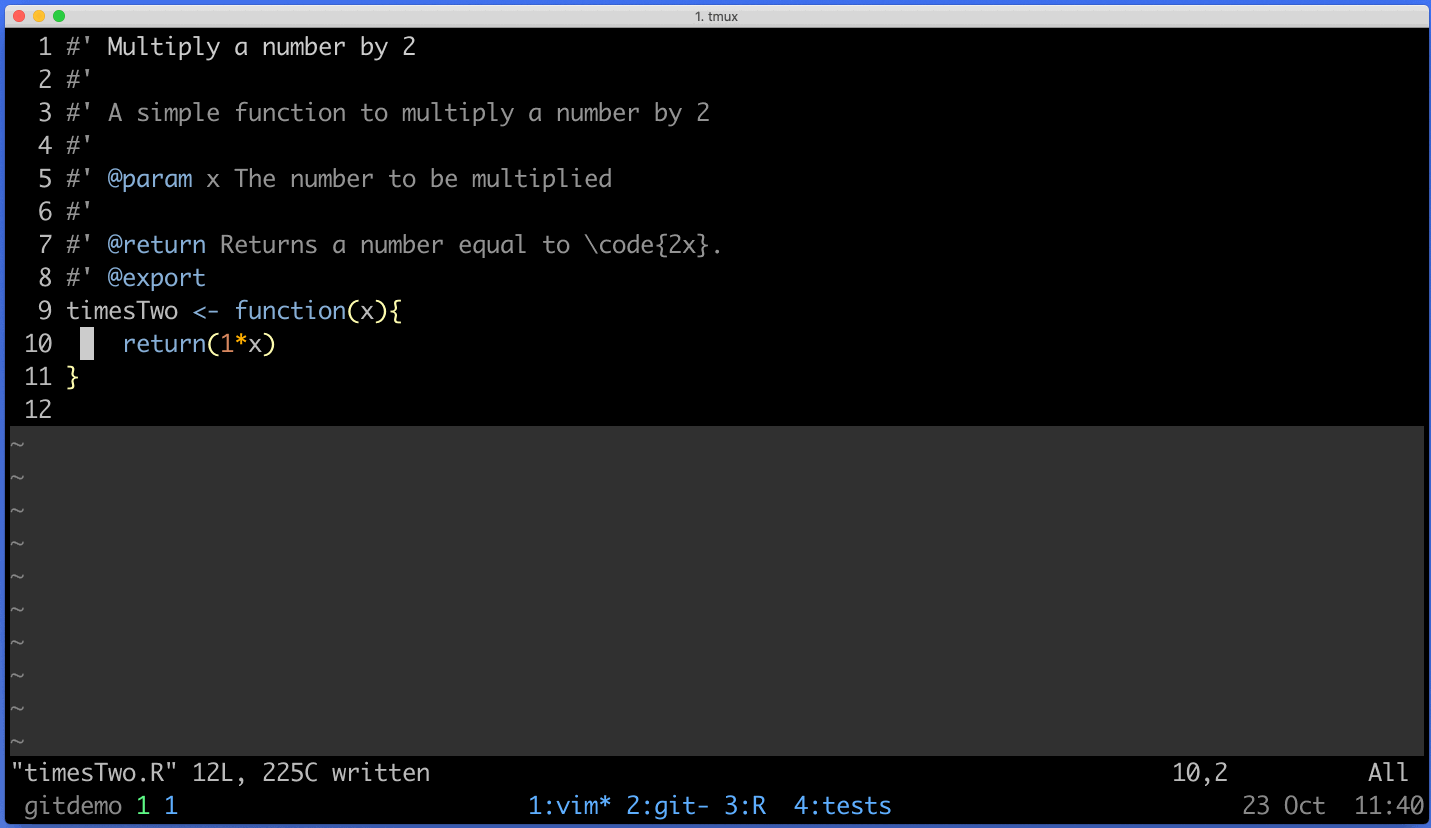 1. tmux
1 #' Multiply a number by 2
2 #'
3 #' A simple function to multiply a number by 2
4 #'
5 #' @param x The number to be multiplied
6 #'
7 #' @return Returns a number equal to \code{2x}.
8 #' @export
9 timesTwo <- function(x){
10     return(1*x)
11 }
12
~
~
~
~
~
~
~
~
~
~
"timesTwo.R" 12L, 225C written 10,2 All
gitdemo 1 1 1:vim* 2:git- 3:R  4:tests 23 Oct  11:40